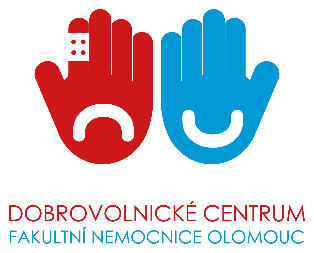 DOBROVOLNICKÉ CENTRUM
FAKULTNÍ NEMOCNICE OLOMOUC